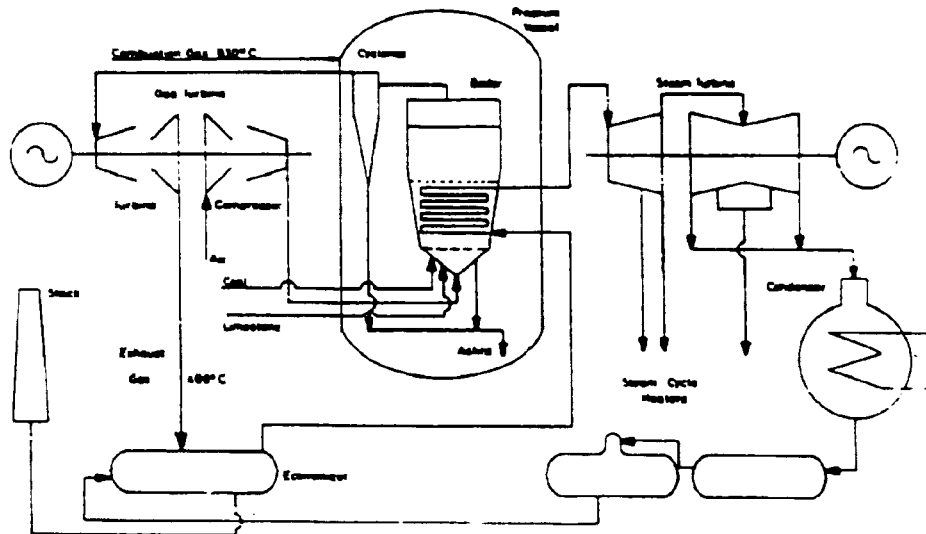 Pressure
Vessel
Combustion Gas 830°C
Cyclones
Boiler
Steam Turbine
Gas Turbine
Turbine
Compressor
Air
Coal
Limestone
Ashes
Stack
Exhaust
Gas
Condenser
Steam Cycle
Heaters
Economizer